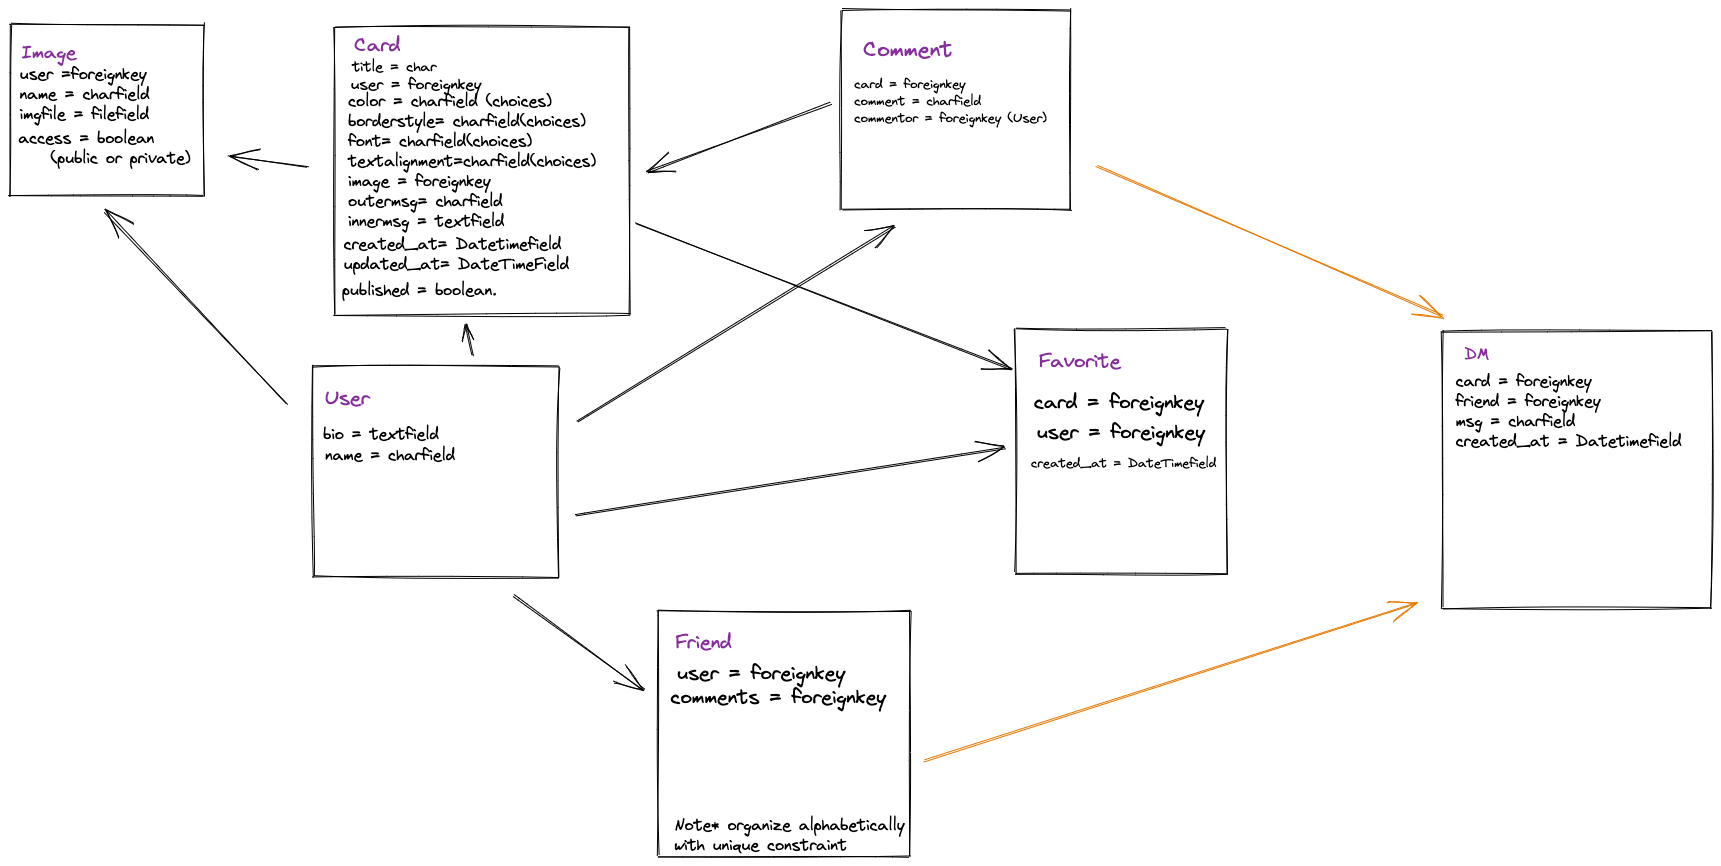 Image
user =foreignkey
name = charfield
imgfile = filefield
access = boolean
(public or private)
Card
title = char
user = foreignkey
color = charfield (choices)
borderstyle= charfield(choices)
font= charfield(choices)
textalignment=charfield(choices)
image = foreignkey
outermsg= charfield
innermsg = textfield
created_at= Datetimefield
updated_at= DateTimeField
published = boolean.
Comment
card = foreignkey
comment = charfield
commentor = foreignkey (User)
User
bio = textfield
name = charfield
Favorite
card = foreignkey
user = foreignkey
created_at = DateTimefield
DM
card = foreignkey
friend = foreignkey
msg = charfield
created_at = Datetimefield
Friend
user = foreignkey
comments = foreignkey
Note* organize alphabetically
with unique constraint